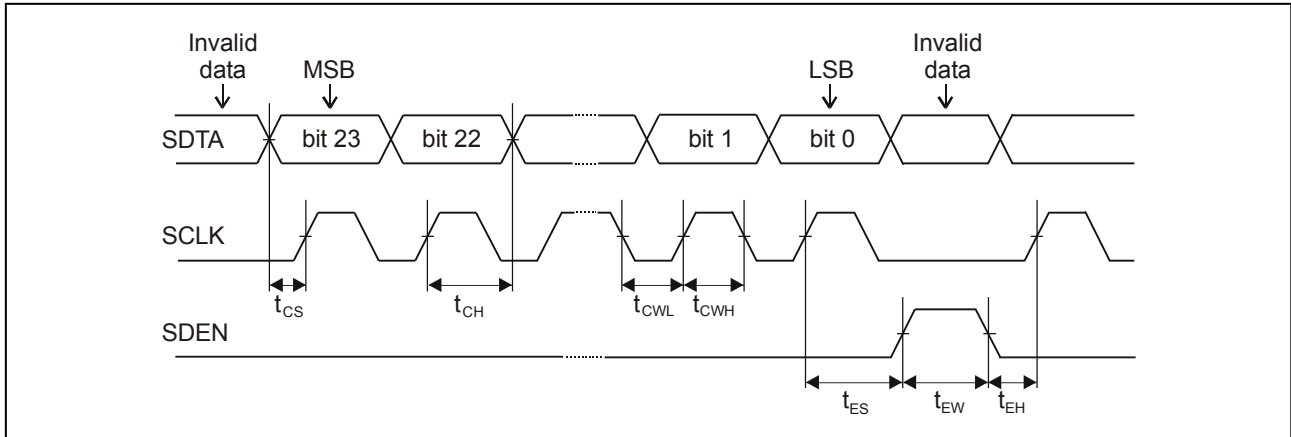 Invalid
data
MSB
LSB
Invalid
data
SDTA
bit 23
bit 22
bit 1
bit 0
SCLK
tCS
tCH
tCWL
tCWH
SDEN
tES
tEW
tEH